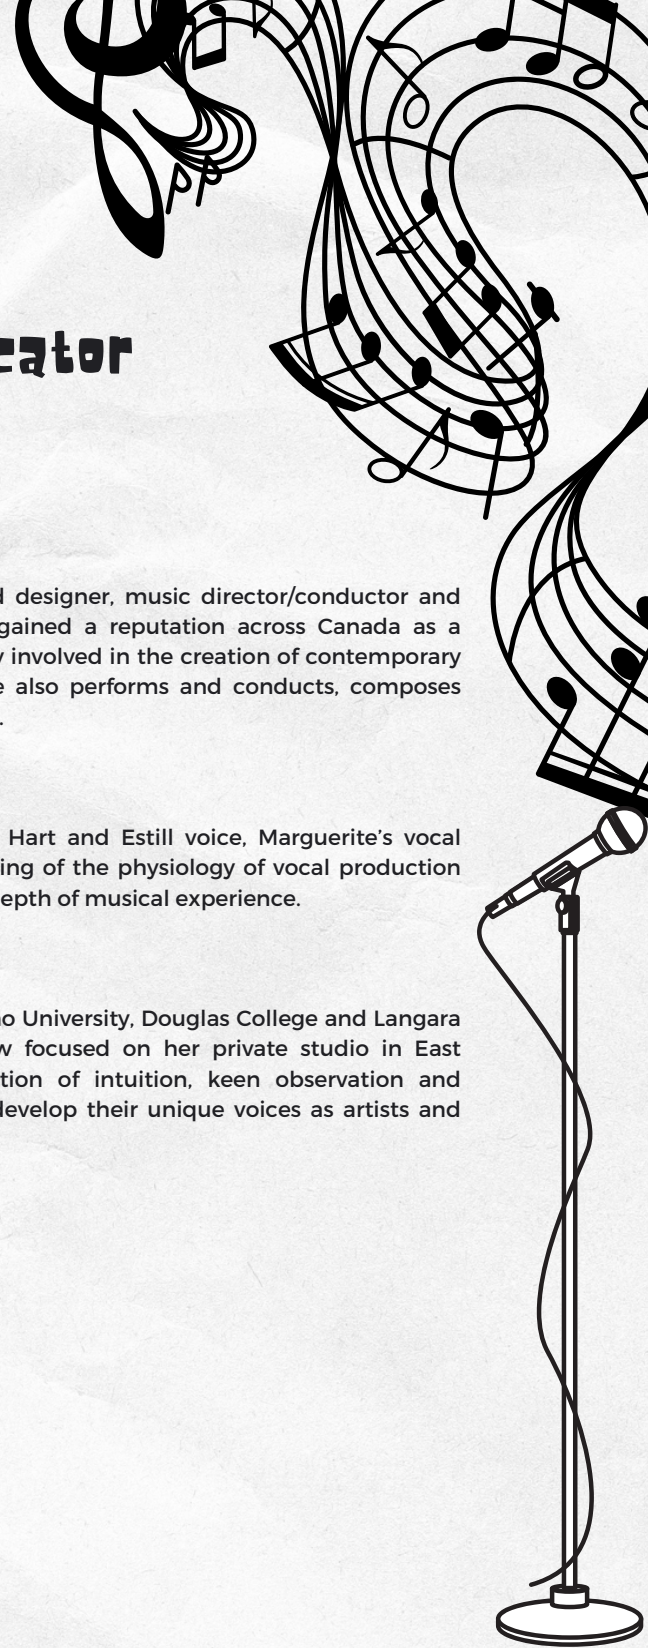 cator
d designer, music director/conductor and
gained a reputation across Canada as a
y involved in the creation of contemporary
e also performs and conducts, composes
.
Hart and Estill voice, Marguerite’s vocal
ing of the physiology of vocal production
epth of musical experience.
no University, Douglas College and Langara
w focused on her private studio in East
tion of intuition, keen observation and
develop their unique voices as artists and